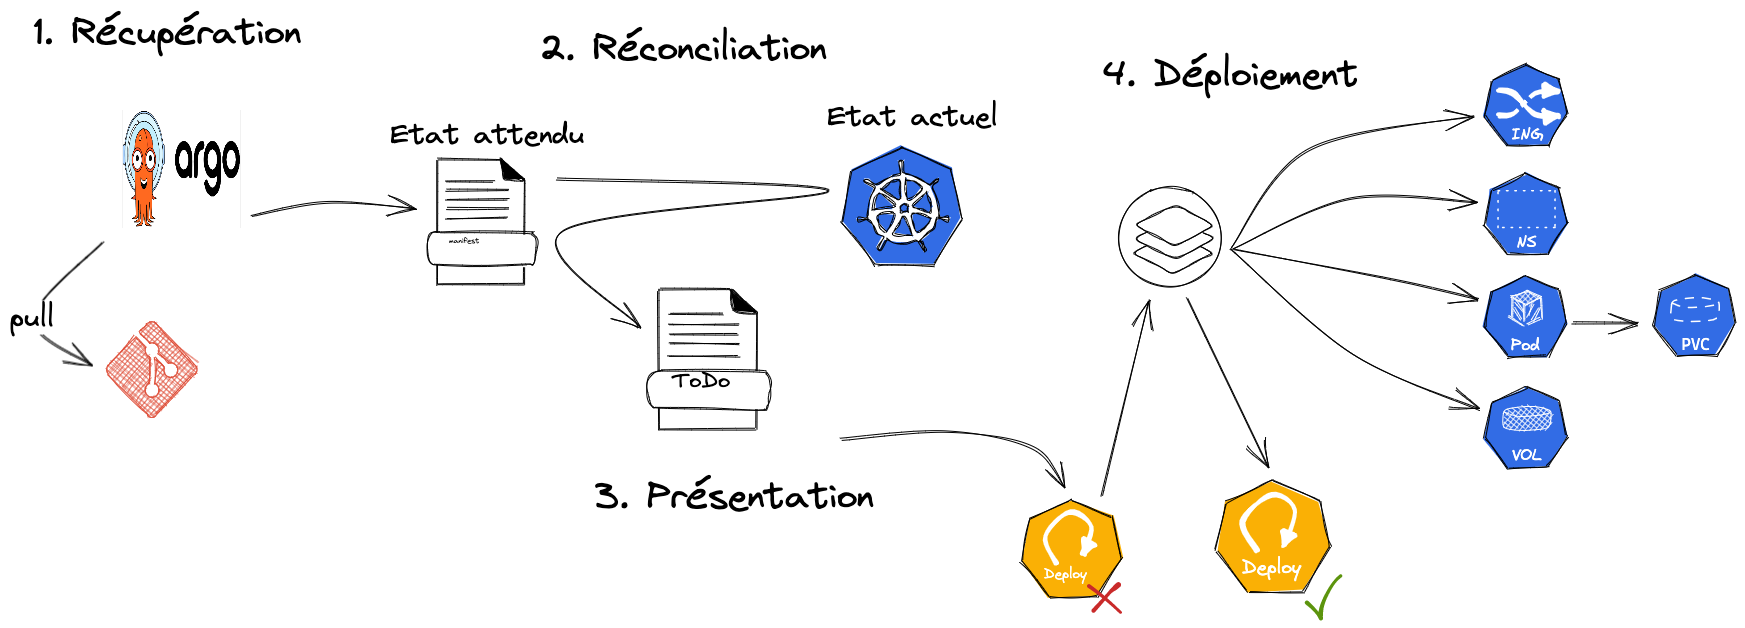 1. Récupération
2. Réconciliation
4. Déploiement
Etat attendu
Etat actuel
argo
manifest
pull
ToDo
3. Présentation
Deploy
Deploy
ING
NS
Pod
PVC
VOL